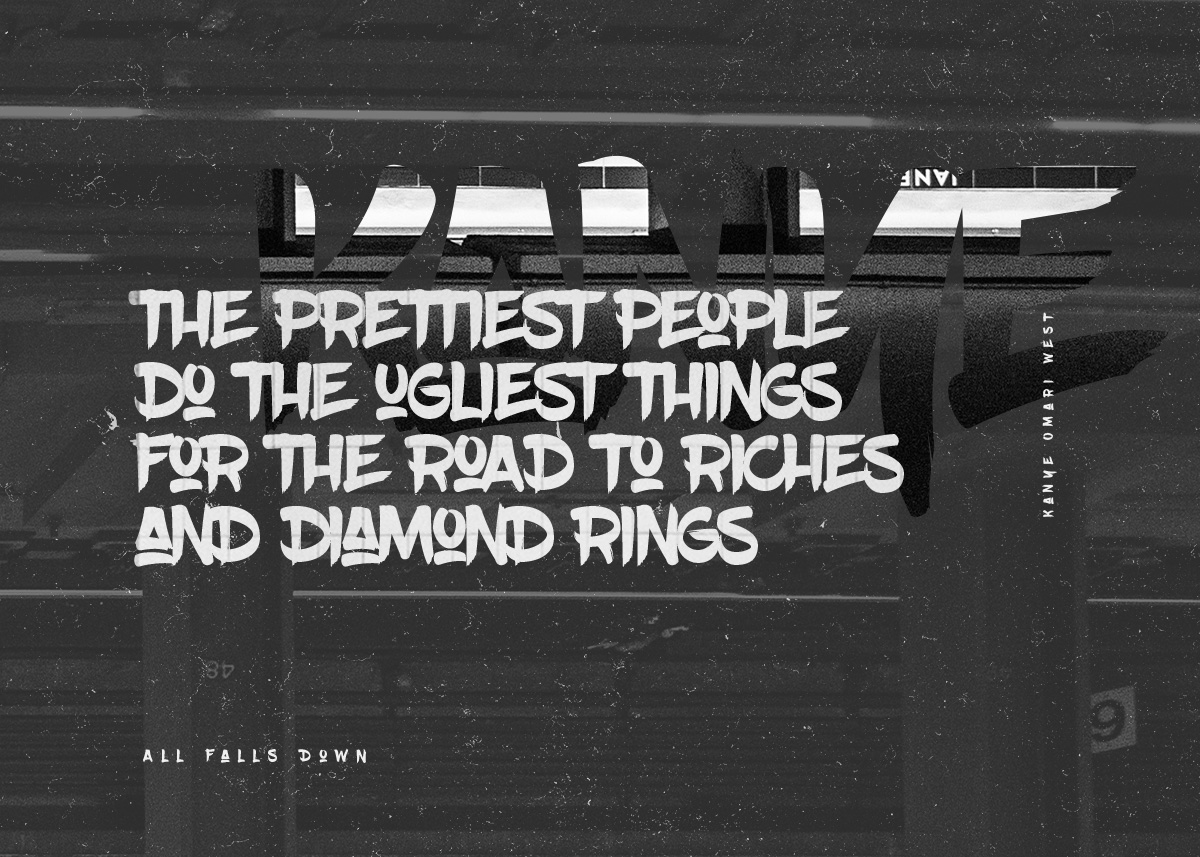 KANYE
THE PRETTIEST PEOPLE
DO THE UGLIEST THINGS
FOR THE ROAD TO RICHES
AND DIAMOND RINGS
KANYE OMARI WEST
ALL FALLS DOWN